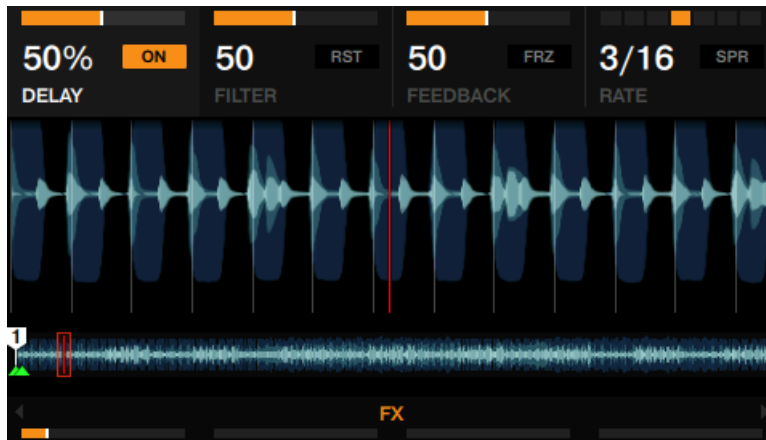 50% ON 50 RST 50 FRZ 3/16 SPR
DELAY FILTER FEEDBACK RATE
1
FX